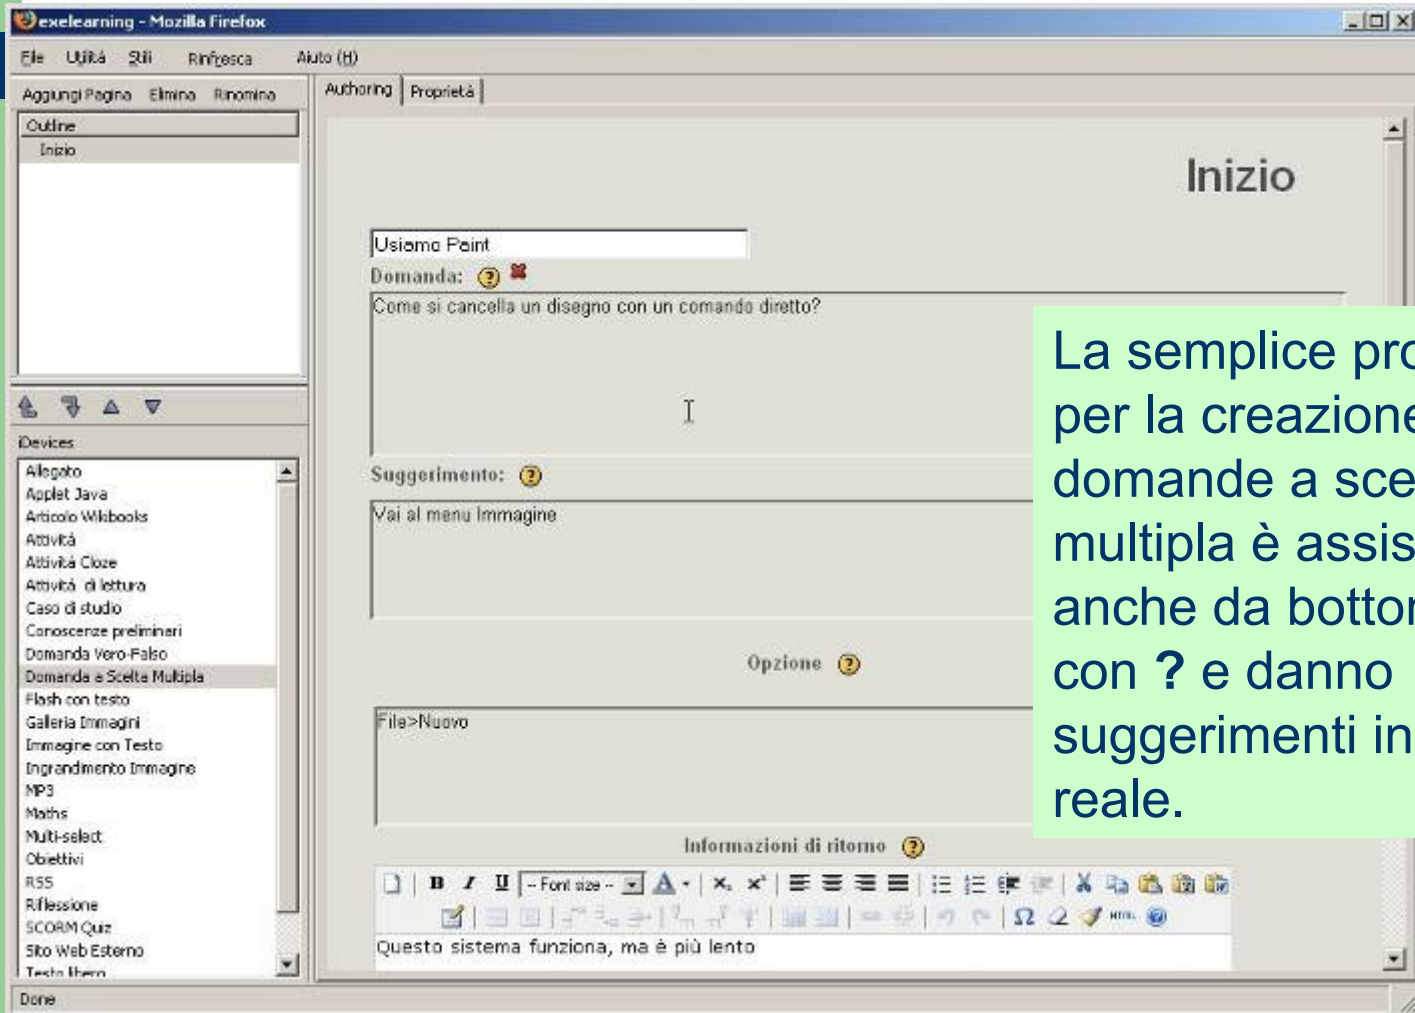 exelearning - Mozilla Firefox
File Utilità Stili Rinfresca Aiuto (H)
Aggiungi Pagina Elimina Rinomina
Authoring Proprietà
Outline
Inizio
Inizio
Usiamo Paint
Domanda: ?
Come si cancella un disegno con un comando diretto?
Suggerimento: ?
Vai al menu Immagine
Opzione ?
File>Nuovo
Informazioni di ritorno ?
B I U -- Font size -- A HTML
Questo sistema funziona, ma è più lento
iDevices
Allegato
Applet Java
Articolo Wikibooks
Attività
Attività Cloze
Attività di lettura
Caso di studio
Conoscenze preliminari
Domanda Vero-Falso
Domanda a Scelta Multipla
Flash con testo
Galleria Immagini
Immagine con Testo
Ingrandimento Immagine
MP3
Maths
Multi-select
Obiettivi
RSS
Riflessione
SCORM Quiz
Sito Web Esterno
Testo libero
Done
La semplice
per la
domande a
multipla è
anche da
con ? e danno
suggerimenti in
reale.